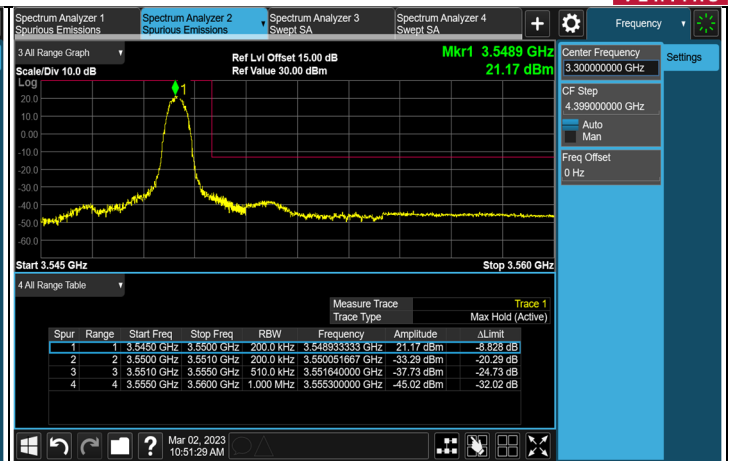 Spectrum Analyzer 1
Spurious Emissions
Spectrum Analyzer 2
Spurious Emissions
Spectrum Analyzer 3
Swept SA
Spectrum Analyzer 4
Swept SA
+
Frequency
3 All Range Graph
Ref Lvl Offset 15.00 dB
Mkr1 3.5489 GHz
Scale/Div 10.0 dB
Ref Value 30.00 dBm
21.17 dBm
Log
1
20.0
10.0
0.00
-10.0
-20.0
-30.0
-40.0
-50.0
-60.0
Start 3.545 GHz
Stop 3.560 GHz
Center Frequency
3.30000000 GHz
Settings
CF Step
4.399000000 GHz
Auto
Man
Freq Offset
0 Hz
4 All Range Table
Measure Trace Trace 1
Trace Type Max Hold (Active)
Spur Range Start Freq Stop Freq RBW Frequency Amplitude ΔLimit
1 1 3.5450 GHz 3.5500 GHz 200.0 kHz 3.548933333 GHz 21.17 dBm -8.828 dB
2 2 3.5500 GHz 3.5510 GHz 200.0 kHz 3.550051667 GHz -33.29 dBm -20.29 dB
3 3 3.5510 GHz 3.5550 GHz 510.0 kHz 3.551640000 GHz -37.73 dBm -24.73 dB
4 4 3.5550 GHz 3.5600 GHz 1.000 MHz 3.555300000 GHz -45.02 dBm -32.02 dB
?
Mar 02, 2023
10:51:29 AM